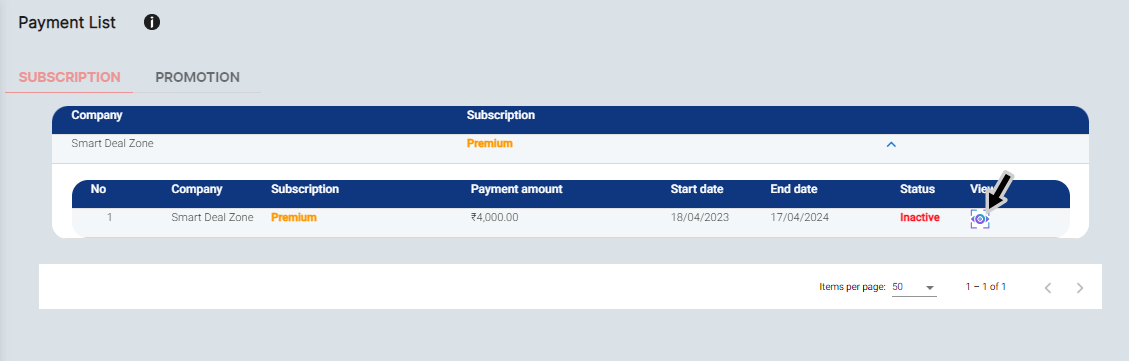 Payment List
SUBSCRIPTION PROMOTION
Company Subscription
Smart Deal Zone Premium
No Company Subscription Payment amount Start date End date Status View
1 Smart Deal Zone Premium ₹4,000.00 18/04/2023 17/04/2024 Inactive
Items per page: 50 1 – 1 of 1